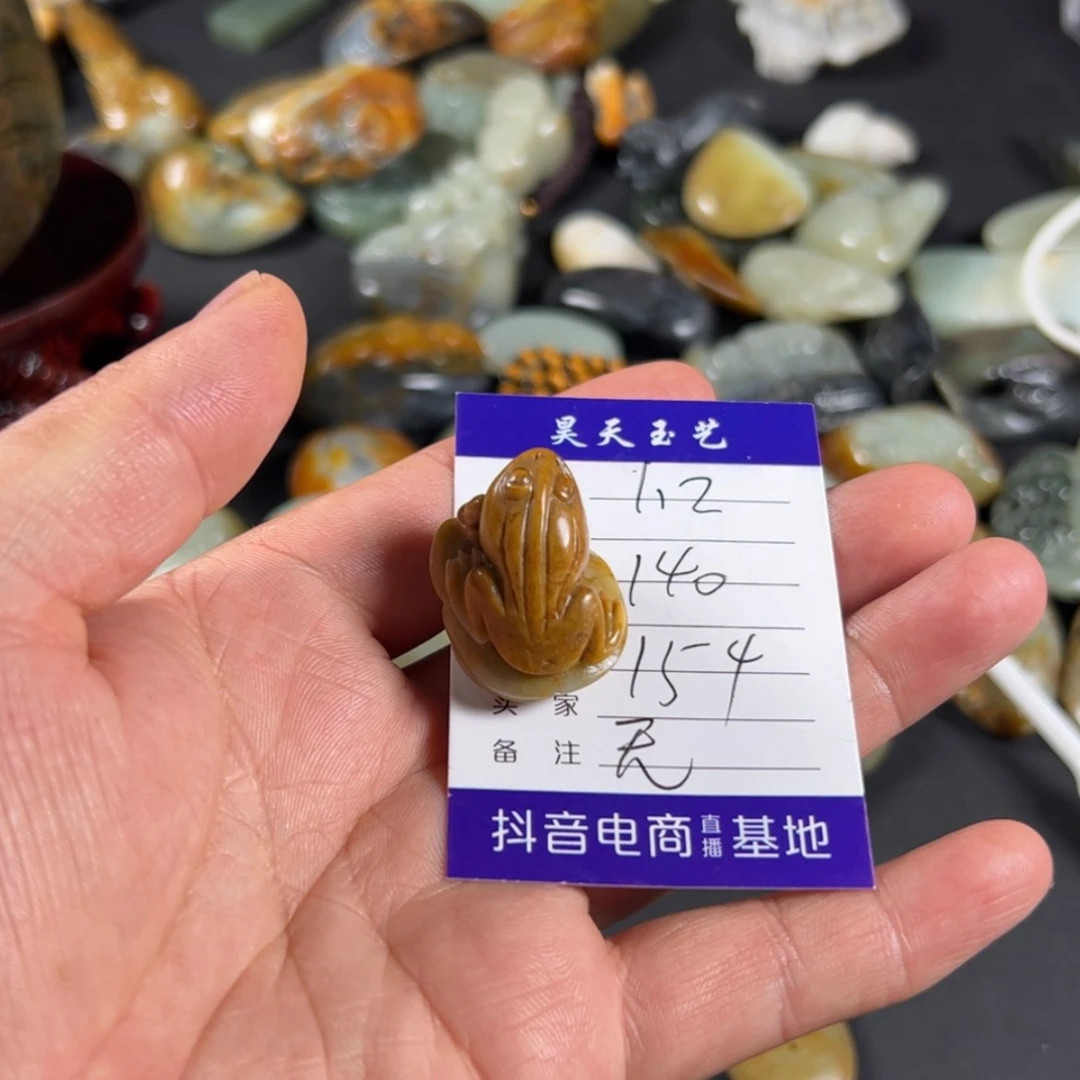 昊天玉艺
1.2
140
154
买 家
备 注 无
抖音电商直播基地